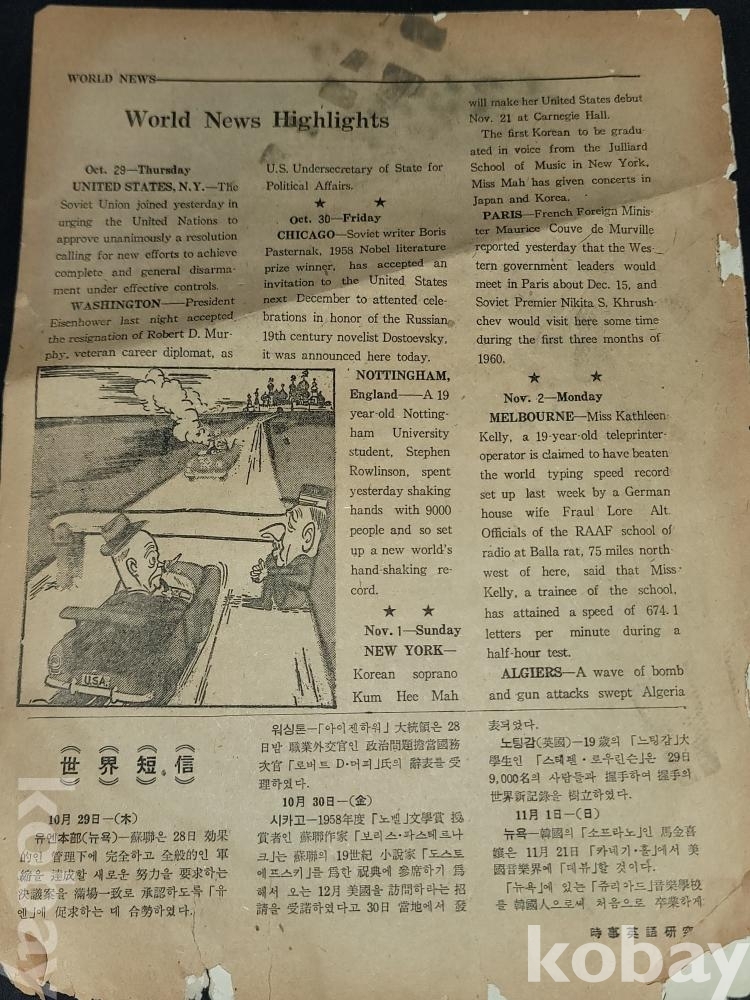 WORLD NEWS
World News Highlights
Oct. 29—Thursday
UNITED STATES, N.Y.—The
Soviet Union joined yesterday in
urging the United Nations to
approve unanimously a resolution
calling for new efforts to achieve
complete and general disarma-
ment under effective controls.
WASHINGTON——President
Eisenhower last night accepted
the resignation of Robert D. Mur-
phy, veteran career diplomat, as
U.S. Undersecretary of State for
Political Affairs.
★ ★
Oct. 30—Friday
CHICAGO—Soviet writer Boris
Pasternak, 1958 Nobel literature
prize winner, has accepted an
invitation to the United States
next December to attented cele-
brations in honor of the Russian
19th century novelist Dostoevsky,
it was announced here today.
NOTTINGHAM,
England——A 19
year-old Notting-
ham University
student, Stephen
Rowlinson, spent
yesterday shaking
hands with 9000
people and so set
up a new world's
hand-shaking re-
cord.
★ ★
Nov. 1—Sunday
NEW YORK—
Korean soprano
Kum Hee Mah
will make her United States debut
Nov. 21 at Carnegie Hall.
The first Korean to be gradu-
ated in voice from the Julliard
School of Music in New York,
Miss Mah has given concerts in
Japan and Korea.
PARIS—French Foreign Minis-
ter Maurice Couve de Murville
reported yesterday that the Wes-
tern government leaders would
meet in Paris about Dec. 15, and
Soviet Premier Nikita S. Khrush-
chev would visit here some time
during the first three months of
1960.
★ ★
Nov. 2—Monday
MELBOURNE—Miss Kathleen
Kelly, a 19-year-old teleprinter-
operator is claimed to have beaten
the world typing speed record
set up last week by a German
house wife Fraul Lore Alt.
Officials of the RAAF school of
radio at Balla rat, 75 miles north-
west of here, said that Miss
Kelly, a trainee of the school,
has attained a speed of 674.1
letters per minute during a
half-hour test.
ALGIERS—A wave of bomb
and gun attacks swept Algeria
U.S.A.
世界短信
10月 29日—(木)
유엔本部(뉴욕)—蘇聯은 28日 効果
的인 管理下에 完全하고 全般的인 軍
縮을 達成할 새로운 努力을 要求하는
決議案을 滿場一致로 承認하도록「유
엔」에 促求하는 데 合勢하였다.
워싱톤—「아이젠하워」大統領은 28
日밤 職業外交官인 政治問題擔當國務
次官「로버트 D·머피」氏의 辭表를 受
理하였다.
10月 30日—(金)
시카고—1958年度「노벨」文學賞 授
賞者인 蘇聯作家「보리스·파스테르나
크」는 蘇聯의 19世紀 小說家「도스트
에프스키」를 爲한 祝典에 參席하기 爲
해서 오는 12月 美國을 訪問하라는 招
請을 受諾하였다고 30日 當地에서 發
表되었다.
노팅감(英國)—19歲의「느팅감」大
學生인「스테펜·로우린슨」은 29日
9,000名의 사람들과 握手하여 握手의
世界新記錄을 樹立하였다.
11月 1日—(日)
뉴욕—韓國의「소프라노」인 馬金喜
孃은 11月 21日「카네기·홀」에서 美
國音樂界에「데뷰」할 것이다.
「뉴욕」에 있는「쥬리아드」音樂學校
를 韓國人으로써 처음으로 卒業하게
時事英語研究
kobay
kobay